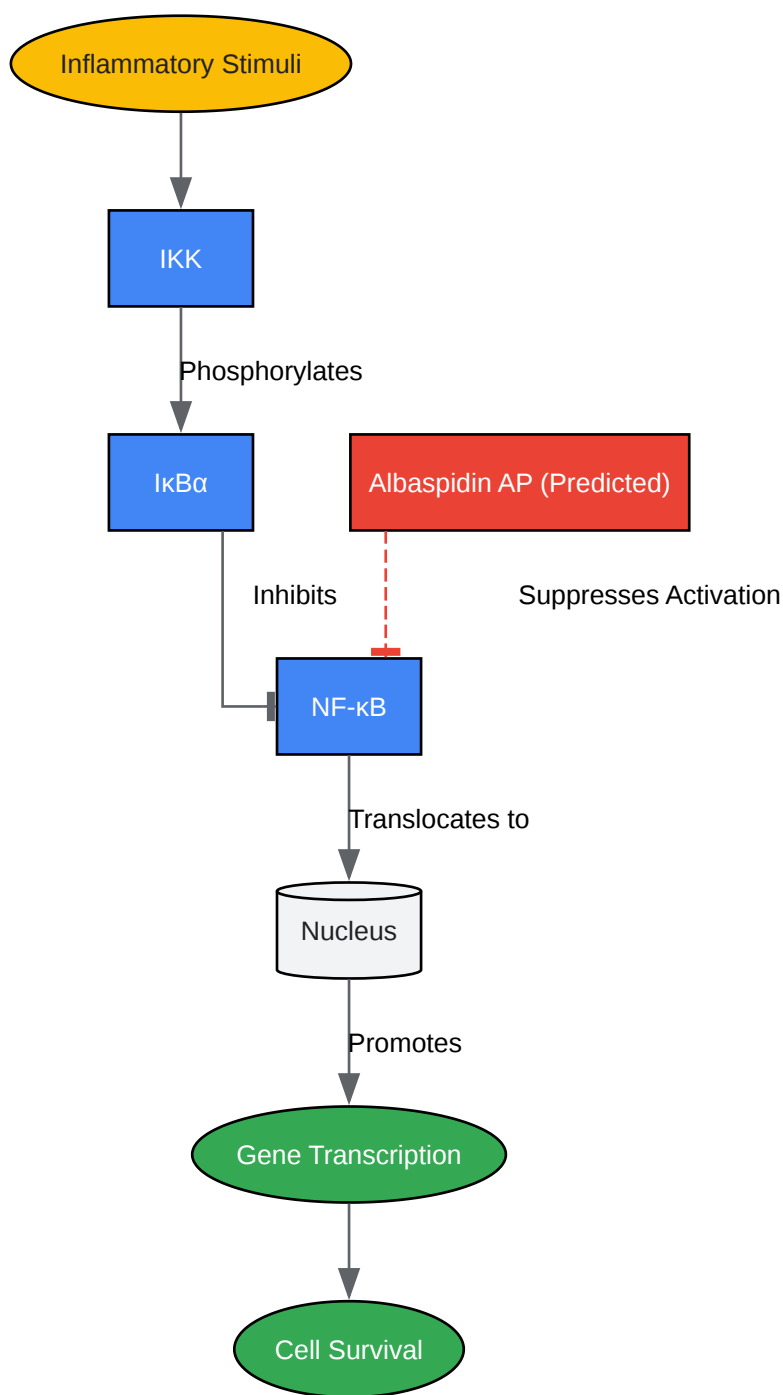 Inflammatory Stimuli
IKK
Phosphorylates
IκBα
Albaspidin AP (Predicted)
Inhibits
Suppresses Activation
NF-κB
Translocates to
Nucleus
Promotes
Gene Transcription
Cell Survival